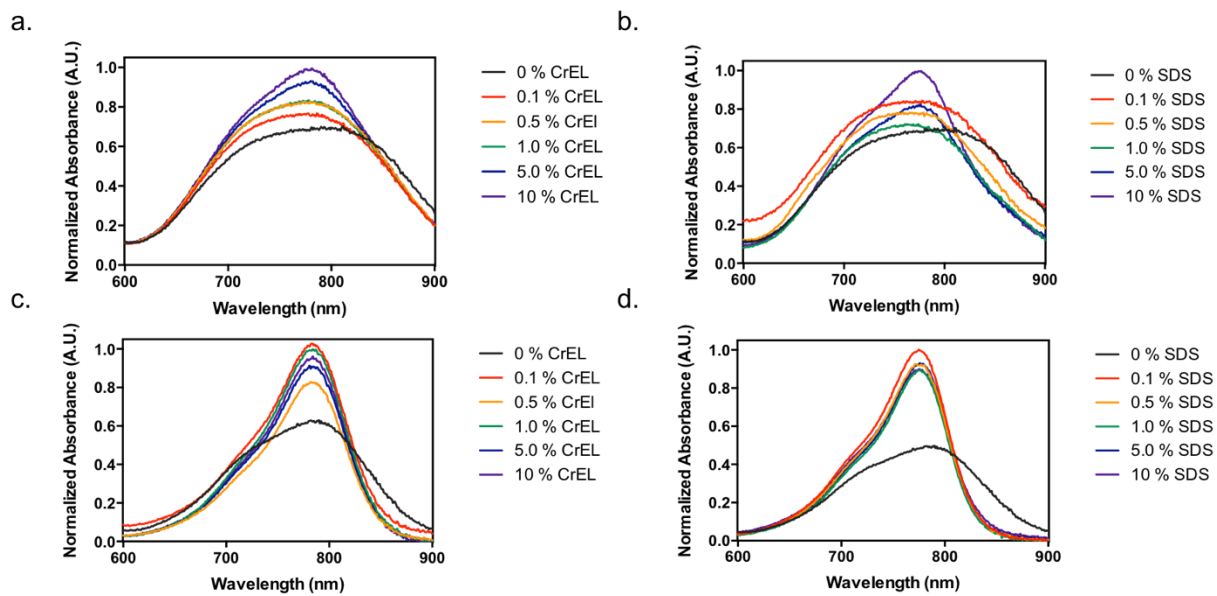 a.
Normalized Absorbance (A.U.)
1.0
0.8
0.6
0.4
0.2
0.0
600
700
800
900
Wavelength (nm)
0 % CrEL
0.1 % CrEL
0.5 % CrEl
1.0 % CrEL
5.0 % CrEL
10 % CrEL
b.
Normalized Absorbance (A.U.)
1.0
0.8
0.6
0.4
0.2
0.0
600
700
800
900
Wavelength (nm)
0 % SDS
0.1 % SDS
0.5 % SDS
1.0 % SDS
5.0 % SDS
10 % SDS
c.
Normalized Absorbance (A.U.)
1.0
0.8
0.6
0.4
0.2
0.0
600
700
800
900
Wavelength (nm)
0 % CrEL
0.1 % CrEL
0.5 % CrEl
1.0 % CrEL
5.0 % CrEL
10 % CrEL
d.
Normalized Absorbance (A.U.)
1.0
0.8
0.6
0.4
0.2
0.0
600
700
800
900
Wavelength (nm)
0 % SDS
0.1 % SDS
0.5 % SDS
1.0 % SDS
5.0 % SDS
10 % SDS